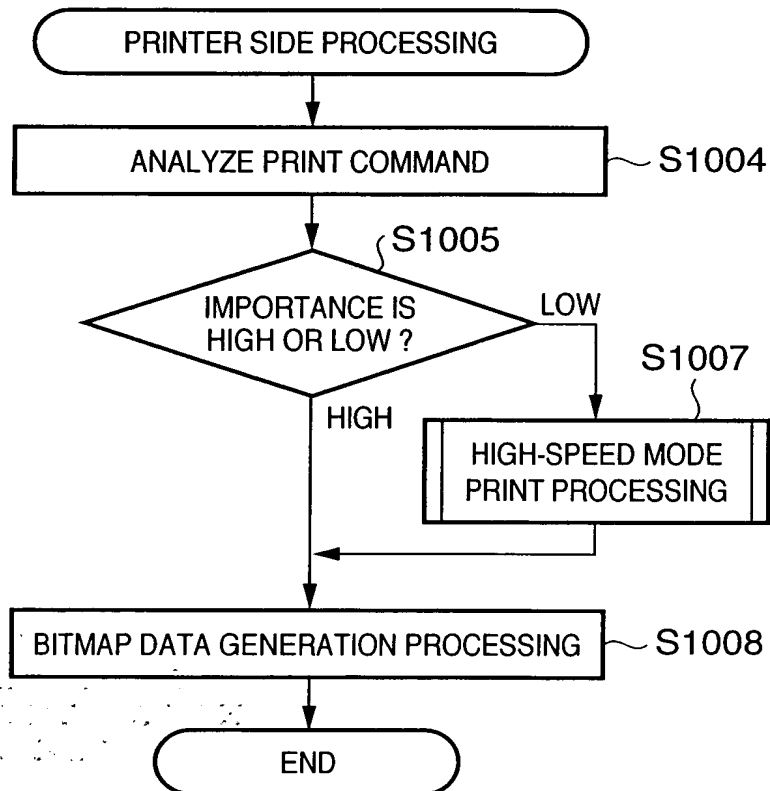 PRINTER SIDE PROCESSING
ANALYZE PRINT COMMAND
S1004
S1005
IMPORTANCE IS
HIGH OR LOW ?
LOW
S1007
HIGH
HIGH-SPEED MODE
PRINT PROCESSING
BITMAP DATA GENERATION PROCESSING
S1008
END